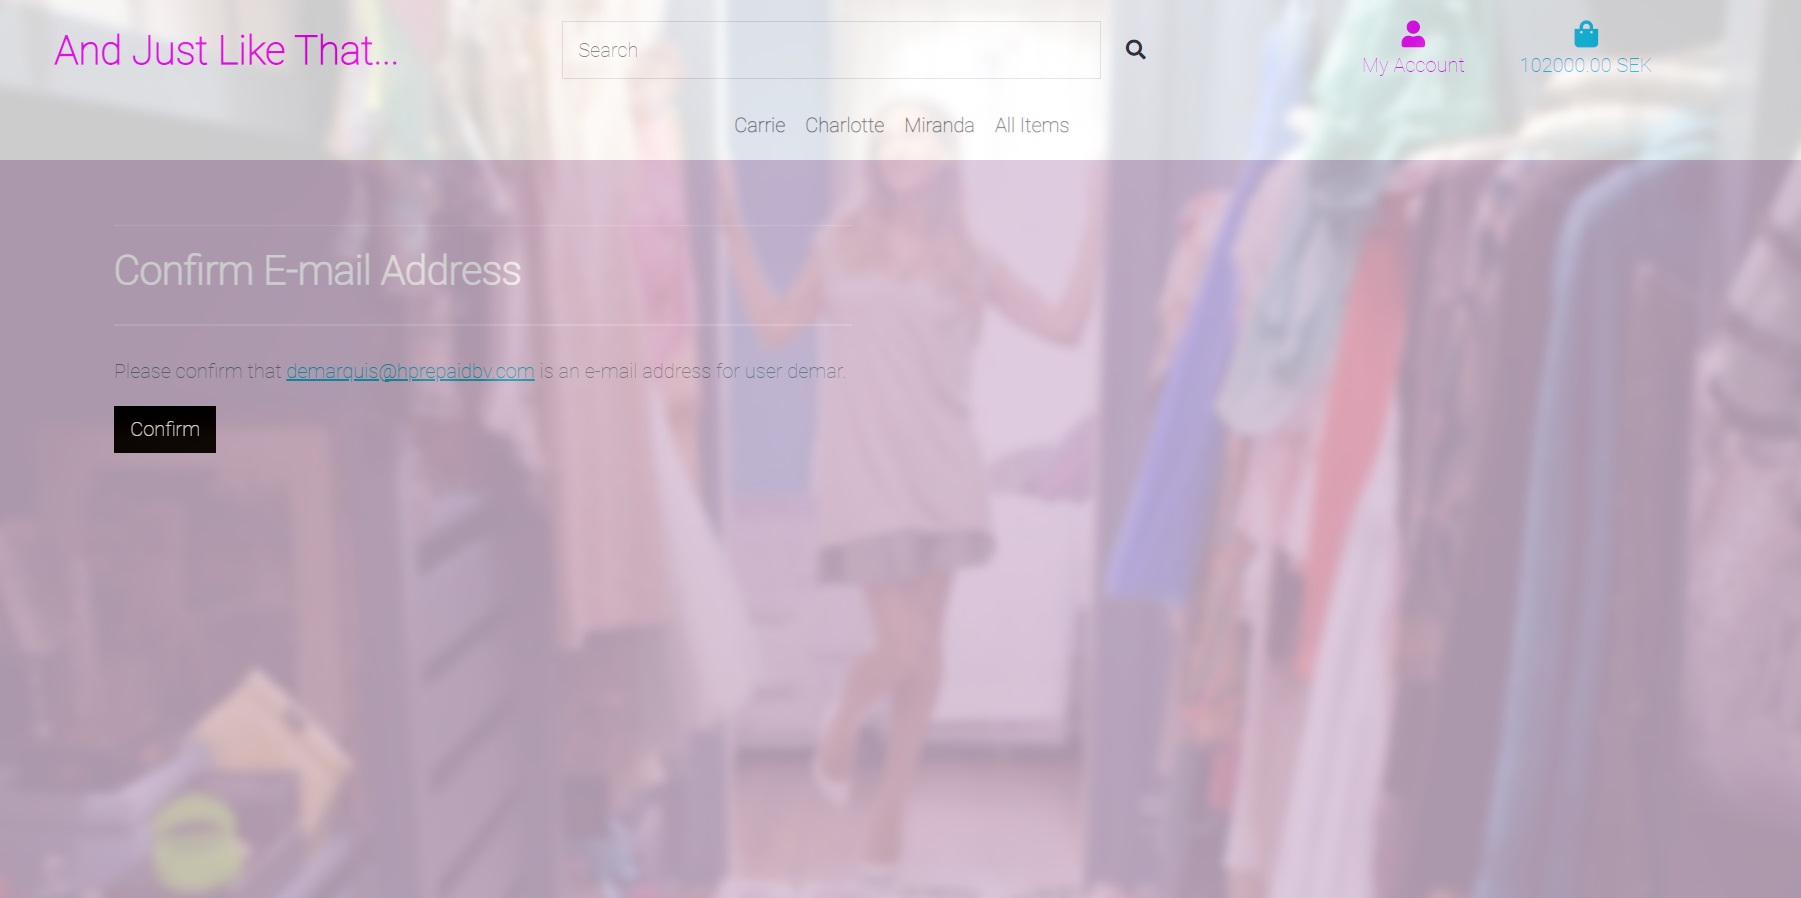 And Just Like That...
Search
My Account
102000.00 SEK
Carrie Charlotte Miranda All Items
Confirm E-mail Address
Please confirm that demarquis@hprepaidbv.com is an e-mail address for user demar.
Confirm